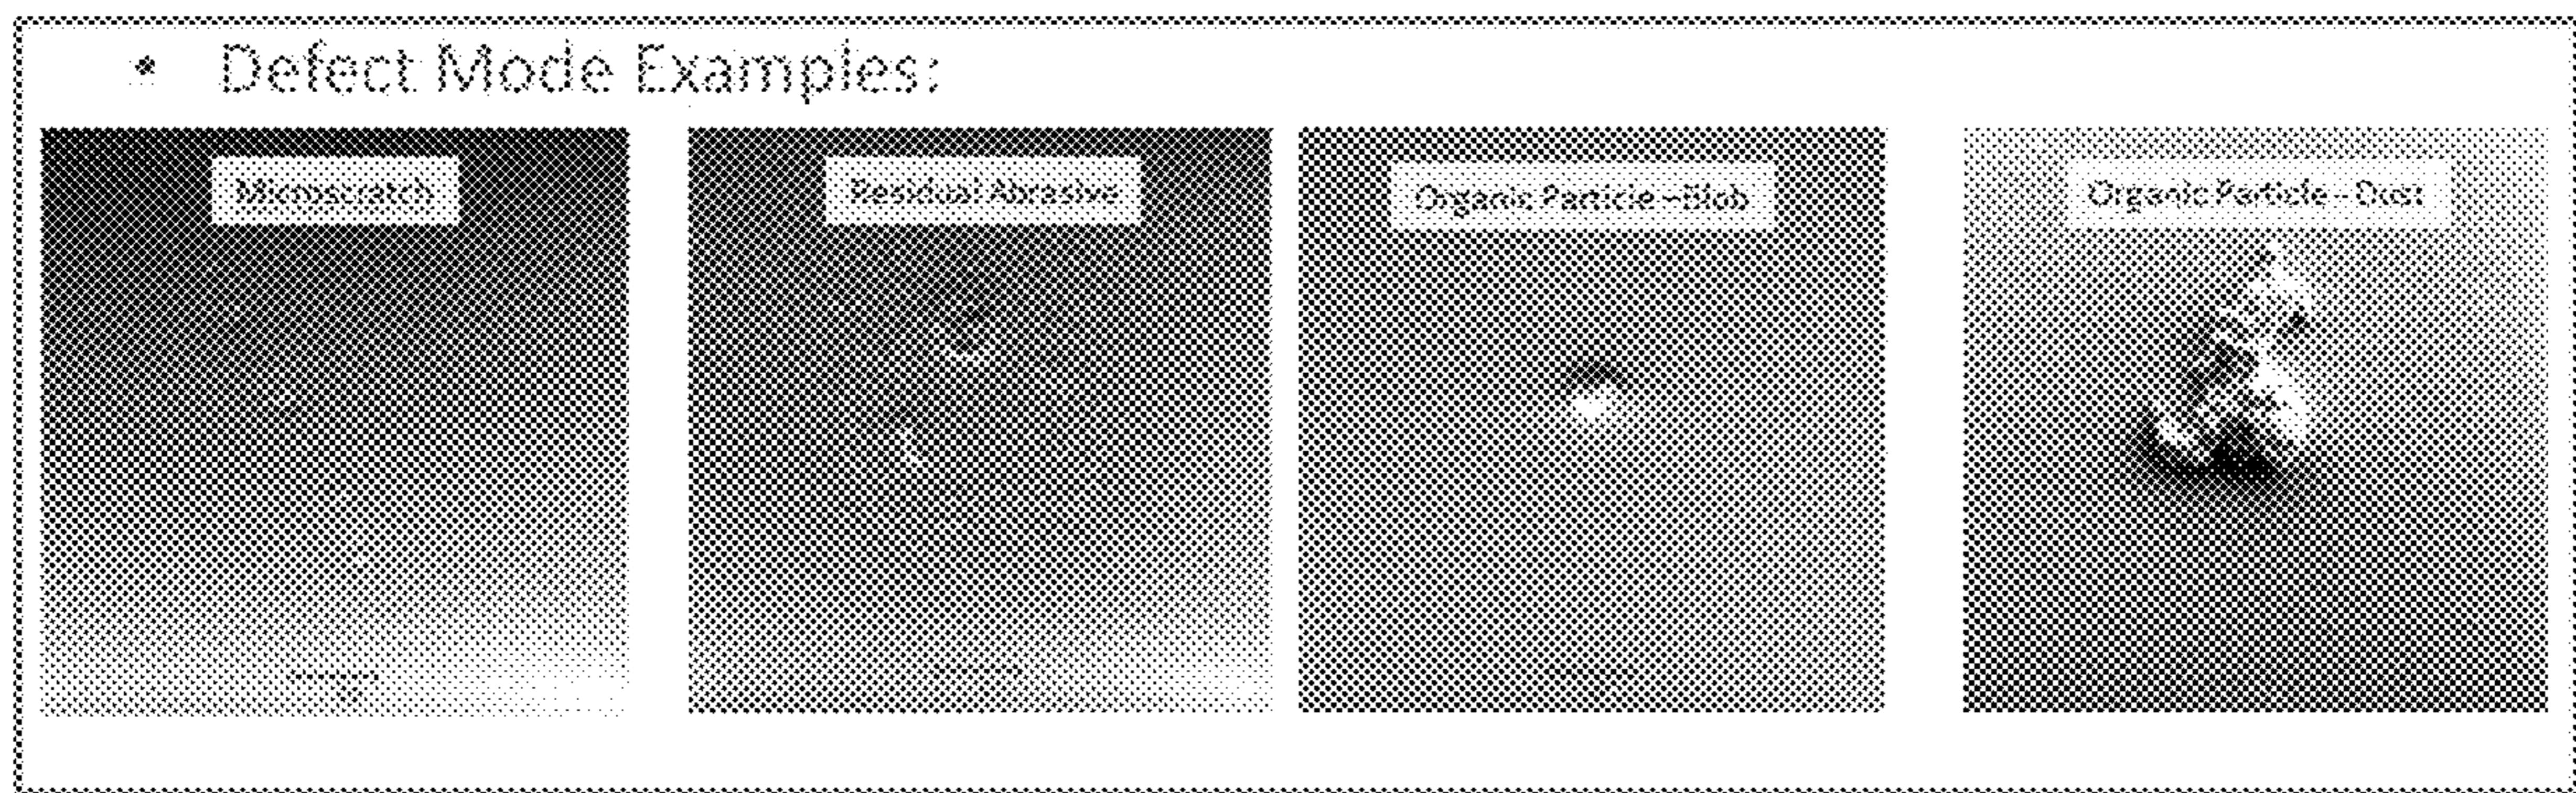 • Defect Mode Examples:
Microscratch
Residual Abrasive
Organic Particle – Blob
Organic Particle – Dust